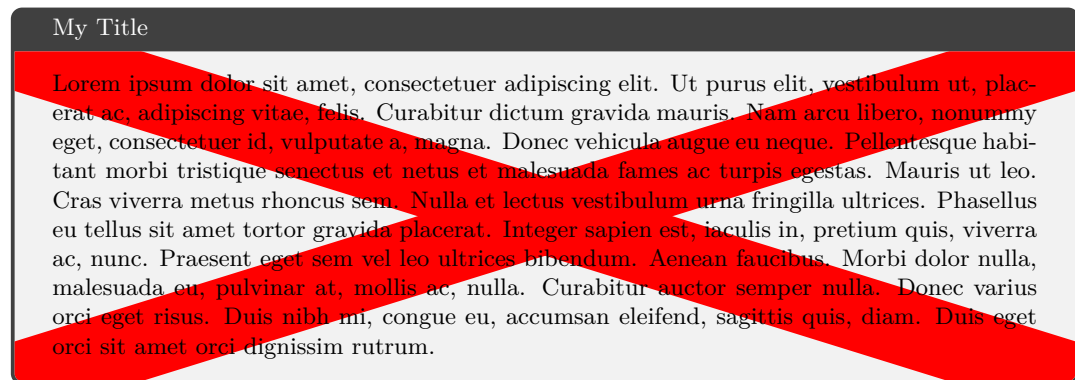 My Title
Lorem ipsum dolor sit amet, consectetuer adipiscing elit. Ut purus elit, vestibulum ut, plac-
erat ac, adipiscing vitae, felis. Curabitur dictum gravida mauris. Nam arcu libero, nonummy
eget, consectetuer id, vulputate a, magna. Donec vehicula augue eu neque. Pellentesque habi-
tant morbi tristique senectus et netus et malesuada fames ac turpis egestas. Mauris ut leo.
Cras viverra metus rhoncus sem. Nulla et lectus vestibulum urna fringilla ultrices. Phasellus
eu tellus sit amet tortor gravida placerat. Integer sapien est, iaculis in, pretium quis, viverra
ac, nunc. Praesent eget sem vel leo ultrices bibendum. Aenean faucibus. Morbi dolor nulla,
malesuada eu, pulvinar at, mollis ac, nulla. Curabitur auctor semper nulla. Donec varius
orci eget risus. Duis nibh mi, congue eu, accumsan eleifend, sagittis quis, diam. Duis eget
orci sit amet orci dignissim rutrum.